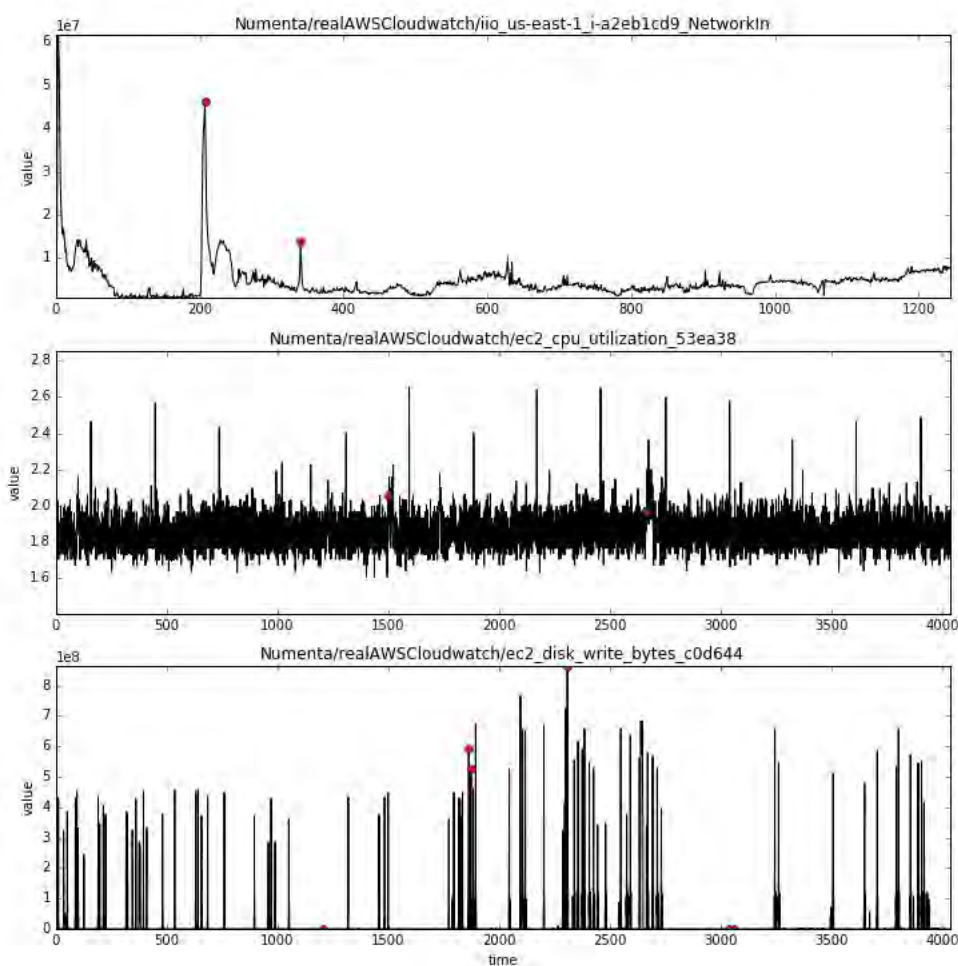 Numenta/realAWSCloudwatch/iio_us-east-1_i-a2eb1cd9_NetworkIn
1e7
6
5
4
3
2
1
value
0 200 400 600 800 1000 1200
Numenta/realAWSCloudwatch/ec2_cpu_utilization_53ea38
2.8
2.6
2.4
2.2
2.0
1.8
1.6
value
0 500 1000 1500 2000 2500 3000 3500 4000
Numenta/realAWSCloudwatch/ec2_disk_write_bytes_c0d644
1e8
8
7
6
5
4
3
2
1
0
value
0 500 1000 1500 2000 2500 3000 3500 4000
time